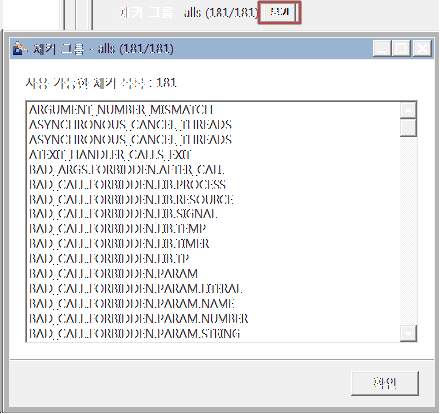 체커 그룹 - alls (181/181) 보기
체커 그룹 - alls (181/181)
사용 가능한 체커 목록 : 181
ARGUMENT_NUMBER_MISMATCH
ASYNCHRONOUS_CANCEL_THREADS
ASYNCHRONOUS_CANCEL_THREADS
ATEXIT_HANDLER_CALLS_EXIT
BAD_ARGS.FORBIDDEN.AFTER_CALL
BAD_CALL.FORBIDDEN.LIB.PROCESS
BAD_CALL.FORBIDDEN.LIB.RESOURCE
BAD_CALL.FORBIDDEN.LIB.SIGNAL
BAD_CALL.FORBIDDEN.LIB.TEMP
BAD_CALL.FORBIDDEN.LIB.TIMER
BAD_CALL.FORBIDDEN.LIB.TP
BAD_CALL.FORBIDDEN.PARAM
BAD_CALL.FORBIDDEN.PARAM.LITERAL
BAD_CALL.FORBIDDEN.PARAM.NAME
BAD_CALL.FORBIDDEN.PARAM.NUMBER
BAD_CALL.FORBIDDEN.PARAM.STRING
확인